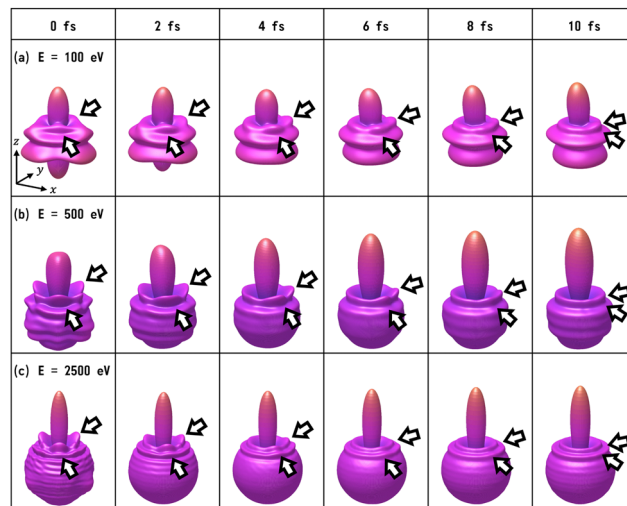 0 fs 2 fs 4 fs 6 fs 8 fs 10 fs
(a) E = 100 eV
z
y
x
(b) E = 500 eV
(c) E = 2500 eV